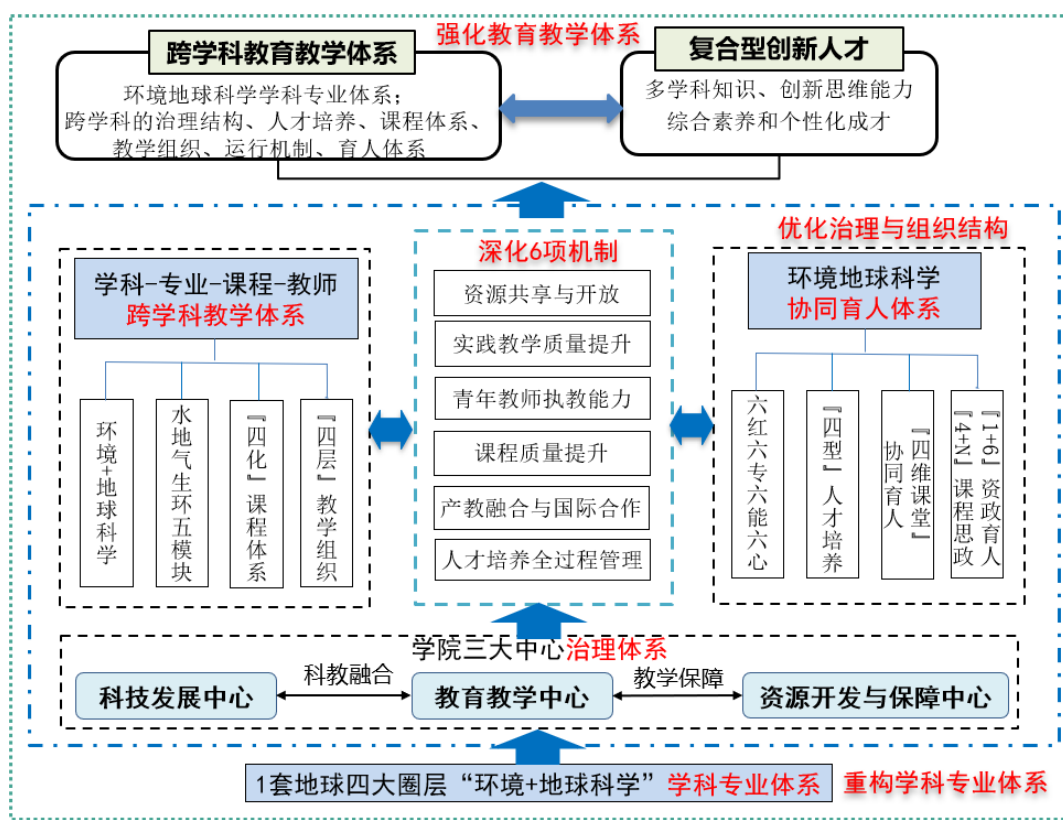 强化教育教学体系
跨学科教育教学体系
环境地球科学学科专业体系；
跨学科的治理结构、人才培养、课程体系、
教学组织、运行机制、育人体系
复合型创新人才
多学科知识、创新思维能力
综合素养和个性化成才
优化治理与组织结构
学科-专业-课程-教师
跨学科教学体系
环境+地球科学
水地气生环五模块
『四化』课程体系
『四层』教学组织
深化6项机制
资源共享与开放
实践教学质量提升
青年教师执教能力
课程质量提升
产教融合与国际合作
人才培养全过程管理
环境地球科学
协同育人体系
六红六专六能六心
『四型』人才培养
『四维课堂』
协同育人
『1+6』资政育人
『4+N』课程思政
学院三大中心治理体系
科技发展中心
科教融合
教育教学中心
教学保障
资源开发与保障中心
1套地球四大圈层“环境+地球科学”学科专业体系
重构学科专业体系